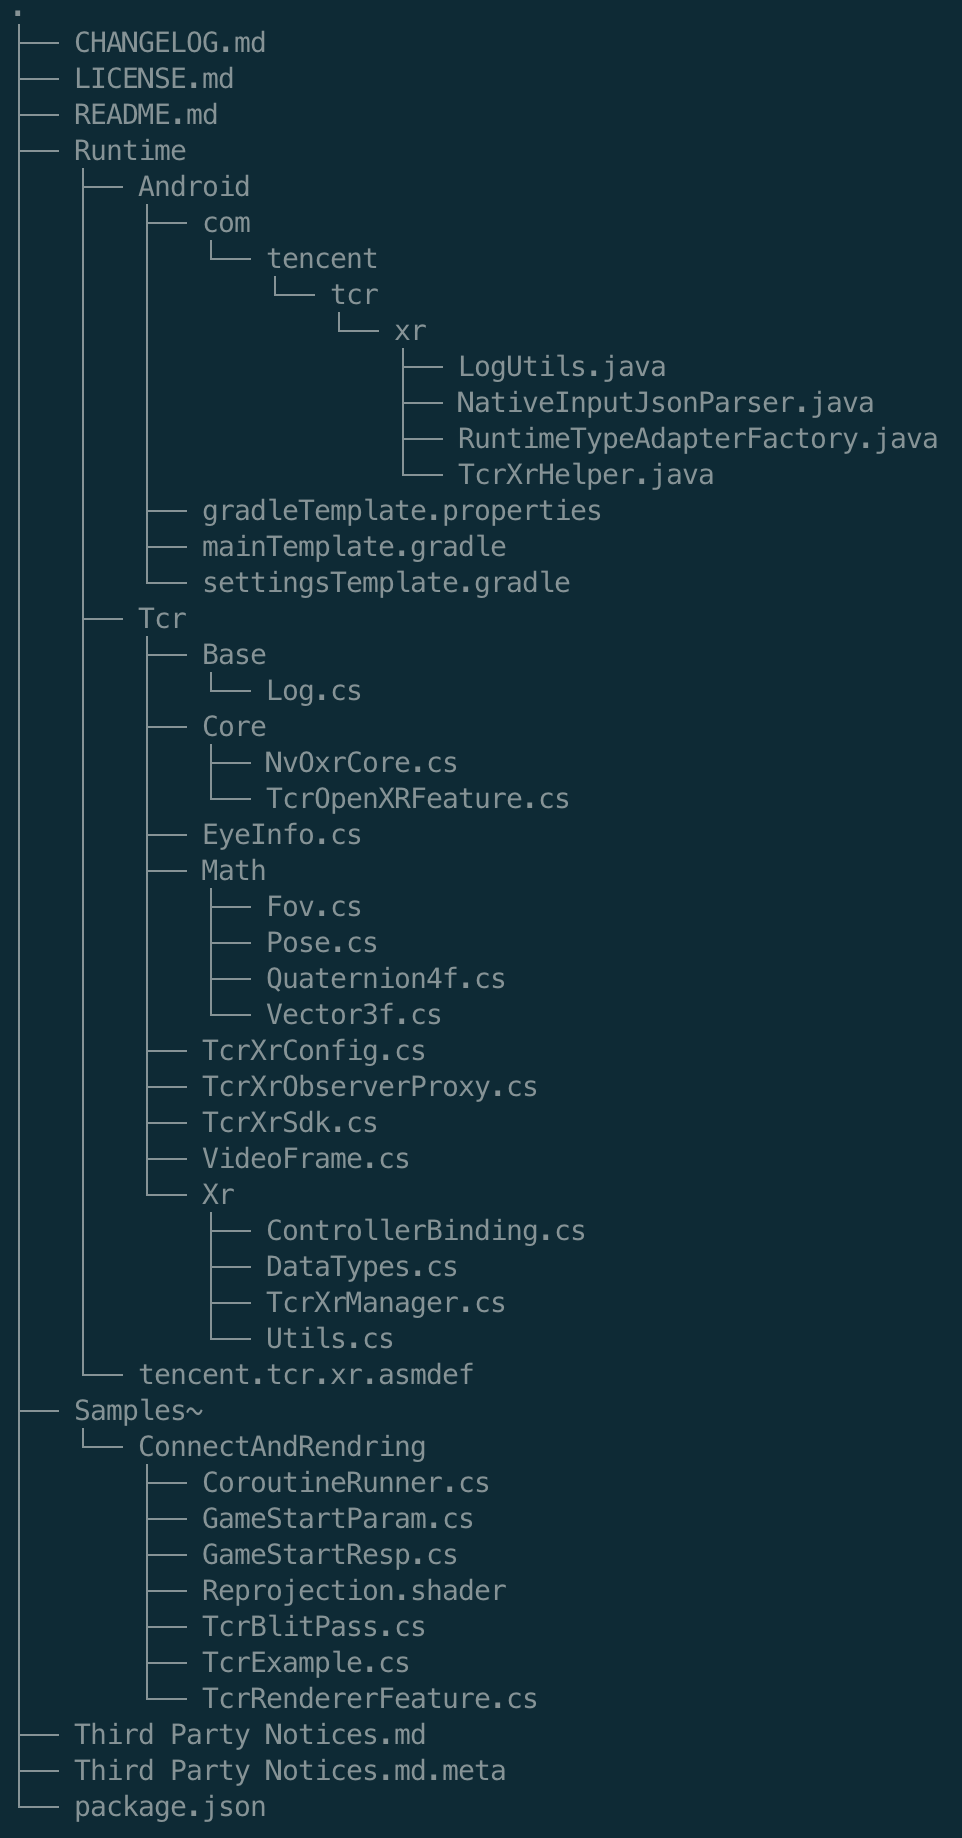 .
├── CHANGELOG.md
├── LICENSE.md
├── README.md
├── Runtime
│   ├── Android
│   │   ├── com
│   │   │   └── tencent
│   │   │       └── tcr
│   │   │           └── xr
│   │   │               ├── LogUtils.java
│   │   │               ├── NativeInputJsonParser.java
│   │   │               ├── RuntimeTypeAdapterFactory.java
│   │   │               └── TcrXrHelper.java
│   │   ├── gradleTemplate.properties
│   │   ├── mainTemplate.gradle
│   │   └── settingsTemplate.gradle
│   ├── Tcr
│   │   ├── Base
│   │   │   └── Log.cs
│   │   ├── Core
│   │   │   ├── NvOxrCore.cs
│   │   │   └── TcrOpenXRFeature.cs
│   │   ├── EyeInfo.cs
│   │   ├── Math
│   │   │   ├── Fov.cs
│   │   │   ├── Pose.cs
│   │   │   ├── Quaternion4f.cs
│   │   │   └── Vector3f.cs
│   │   ├── TcrXrConfig.cs
│   │   ├── TcrXrObserverProxy.cs
│   │   ├── TcrXrSdk.cs
│   │   ├── VideoFrame.cs
│   │   └── Xr
│   │       ├── ControllerBinding.cs
│   │       ├── DataTypes.cs
│   │       ├── TcrXrManager.cs
│   │       └── Utils.cs
│   └── tencent.tcr.xr.asmdef
├── Samples~
│   └── ConnectAndRendring
│       ├── CoroutineRunner.cs
│       ├── GameStartParam.cs
│       ├── GameStartResp.cs
│       ├── Reprojection.shader
│       ├── TcrBlitPass.cs
│       ├── TcrExample.cs
│       └── TcrRendererFeature.cs
├── Third Party Notices.md
├── Third Party Notices.md.meta
└── package.json